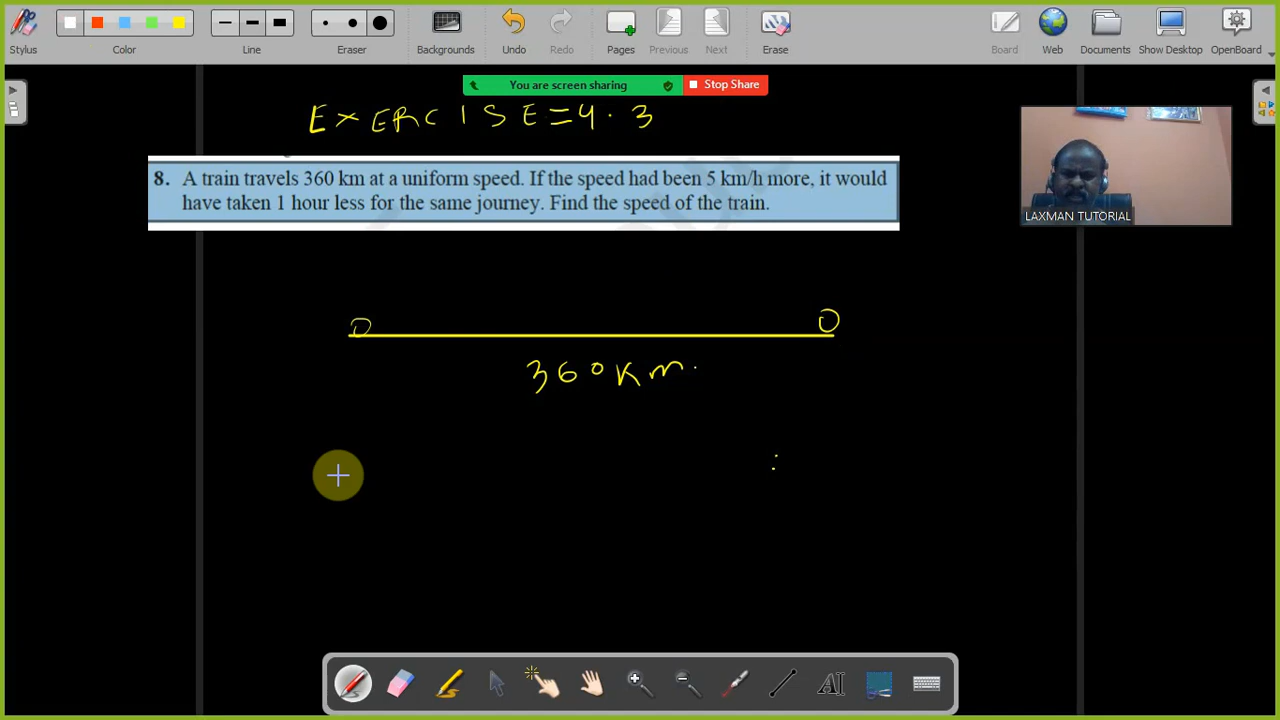 Stylus
Color
Line
Eraser
Backgrounds
Undo
Redo
Pages
Previous
Next
Erase
Board
Web
Documents
Show Desktop
OpenBoard
You are screen sharing
Stop Share
EXERCISE=4.3
8. A train travels 360 km at a uniform speed. If the speed had been 5 km/h more, it would
have taken 1 hour less for the same journey. Find the speed of the train.
LAXMAN TUTORIAL
360km.
AI